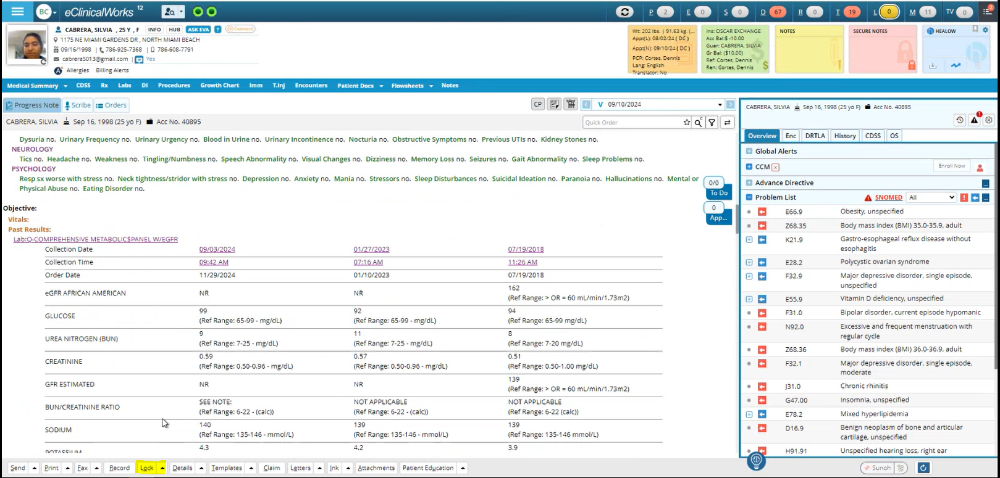 BC eClinicalWorks 12 P 2 E 0 S 0 D 67 R 0 T 19 L 0 M 11 TV 0 2
CABRERA, SILVIA , 25 Y , F INFO HUB ASK EVA ? Connect
1175 NE MIAMI GARDENS DR , NORTH MIAMI BEACH
09/16/1998 | 786-925-7368 | 786-608-7791
cabrera5013@gmail.com Yes
A Allergies Billing Alerts
Wt: 202 lbs. | 91.63 kg. (...
Appt(L): 08/02/24 ( DC )
Appt(N): 09/10/24 ( DC )
PCP: Cortes, Dennis
Lang: English
Translator: No
Ins: OSCAR EXCHANGE
Acc Bal:$ -10.00
Guar: CABRERA, SILVIA
Gr Bal: ($10.00)
Ref: Cortes, Dennis
Ren: Cortes, Dennis
NOTES
SECURE NOTES
HEALOW
Medical Summary CDSS Rx Labs DI Procedures Growth Chart Imm T.Inj Encounters Patient Docs Flowsheets Notes
Progress Note Scribe Orders CP SF V 09/10/2024
CABRERA, SILVIA Sep 16, 1998 (25 yo F) Acc No. 40895 Quick Order
Dysuria no. Urinary Frequency no. Urinary Urgency no. Blood in Urine no. Urinary Incontinence no. Nocturia no. Obstructive Symptoms no. Previous UTIs no. Kidney Stones no.
NEUROLOGY
Tics no. Headache no. Weakness no. Tingling/Numbness no. Speech Abnormality no. Visual Changes no. Dizziness no. Memory Loss no. Seizures no. Gait Abnormality no. Sleep Problems no.
PSYCHOLOGY
Resp sx worse with stress no. Neck tightness/stridor with stress no. Depression no. Anxiety no. Mania no. Stressors no. Sleep Disturbances no. Suicidal Ideation no. Paranoia no. Hallucinations no. Mental or
Physical Abuse no. Eating Disorder no.
0/0
To Do
0
App...
Objective:
Vitals:
Past Results:
Lab:Q-COMPREHENSIVE METABOLIC$PANEL W/EGFR
Collection Date 09/03/2024 01/27/2023 07/19/2018
Collection Time 09:42 AM 07:16 AM 11:26 AM
Order Date 11/29/2024 01/10/2023 07/19/2018
eGFR AFRICAN AMERICAN NR NR 162
(Ref Range: > OR = 60 mL/min/1.73m2)
GLUCOSE 99 92 94
(Ref Range: 65-99 - mg/dL) (Ref Range: 65-99 - mg/dL) (Ref Range: 65-99 mg/dL)
UREA NITROGEN (BUN) 9 11 8
(Ref Range: 7-25 - mg/dL) (Ref Range: 7-25 - mg/dL) (Ref Range: 7-20 mg/dL)
CREATININE 0.59 0.57 0.51
(Ref Range: 0.50-0.96 - mg/dL) (Ref Range: 0.50-0.96 - mg/dL) (Ref Range: 0.50-1.00 mg/dL)
GFR ESTIMATED NR NR 139
(Ref Range: > OR = 60 mL/min/1.73m2)
BUN/CREATININE RATIO SEE NOTE: NOT APPLICABLE NOT APPLICABLE
(Ref Range: 6-22 - (calc)) (Ref Range: 6-22 - (calc)) (Ref Range: 6-22 (calc))
SODIUM 140 139 139
(Ref Range: 135-146 - mmol/L) (Ref Range: 135-146 - mmol/L) (Ref Range: 135-146 mmol/L)
POTASSIUM 4.3 4.2 3.9
CABRERA, SILVIA Sep 16, 1998 (25 yo F) Acc No. 40895
1
Overview Enc DRTLA History CDSS OS
Global Alerts
CCM x Enroll Now
Advance Directive ...
Problem List SNOMED All ! ...
E66.9 Obesity, unspecified
Z68.35 Body mass index (BMI) 35.0-35.9, adult
K21.9 Gastro-esophageal reflux disease without
esophagitis
E28.2 Polycystic ovarian syndrome
F32.9 Major depressive disorder, single episode,
unspecified
E55.9 Vitamin D deficiency, unspecified
F31.0 Bipolar disorder, current episode hypomanic
N92.0 Excessive and frequent menstruation with
regular cycle
Z68.36 Body mass index (BMI) 36.0-36.9, adult
F32.1 Major depressive disorder, single episode,
moderate
J31.0 Chronic rhinitis
G47.00 Insomnia, unspecified
E78.2 Mixed hyperlipidemia
D16.9 Benign neoplasm of bone and articular
cartilage, unspecified
H91.91 Unspecified hearing loss, right ear
Send Print Fax Record Lock Details Templates Claim Letters Ink Attachments Patient Education Sunoh